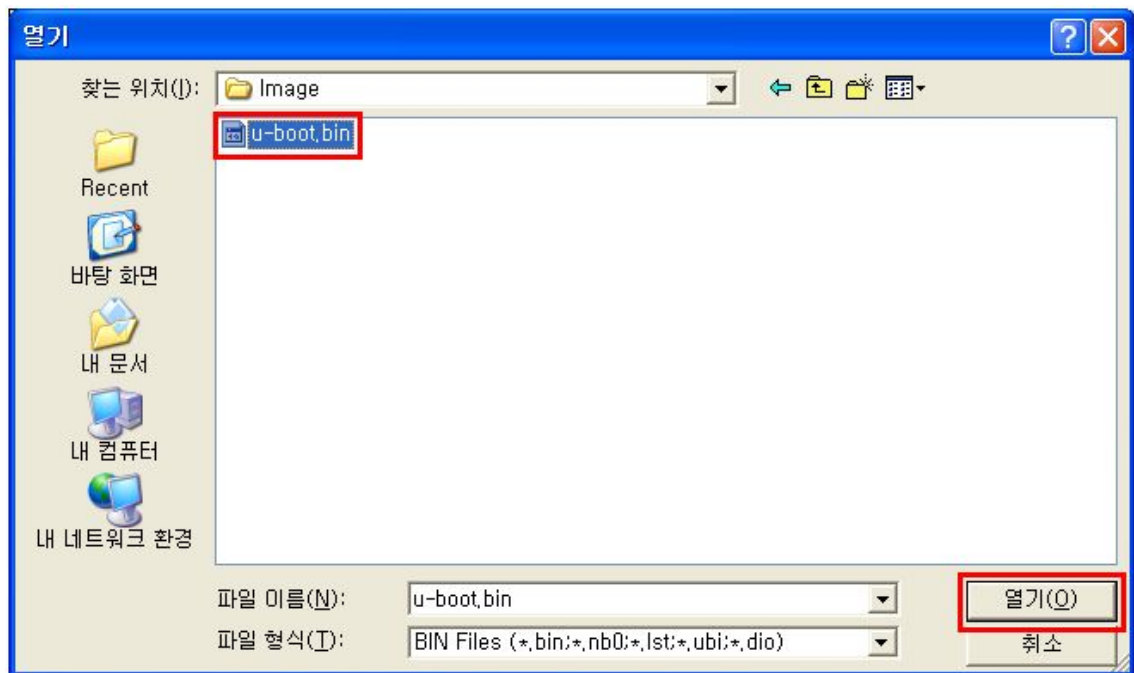 열기
찾는 위치(I):
Image
u-boot.bin
Recent
바탕 화면
내 문서
내 컴퓨터
내 네트워크 환경
파일 이름(N):
u-boot.bin
열기(O)
파일 형식(T):
BIN Files (*.bin;*.nb0;*.lst;*.ubi;*.dio)
취소